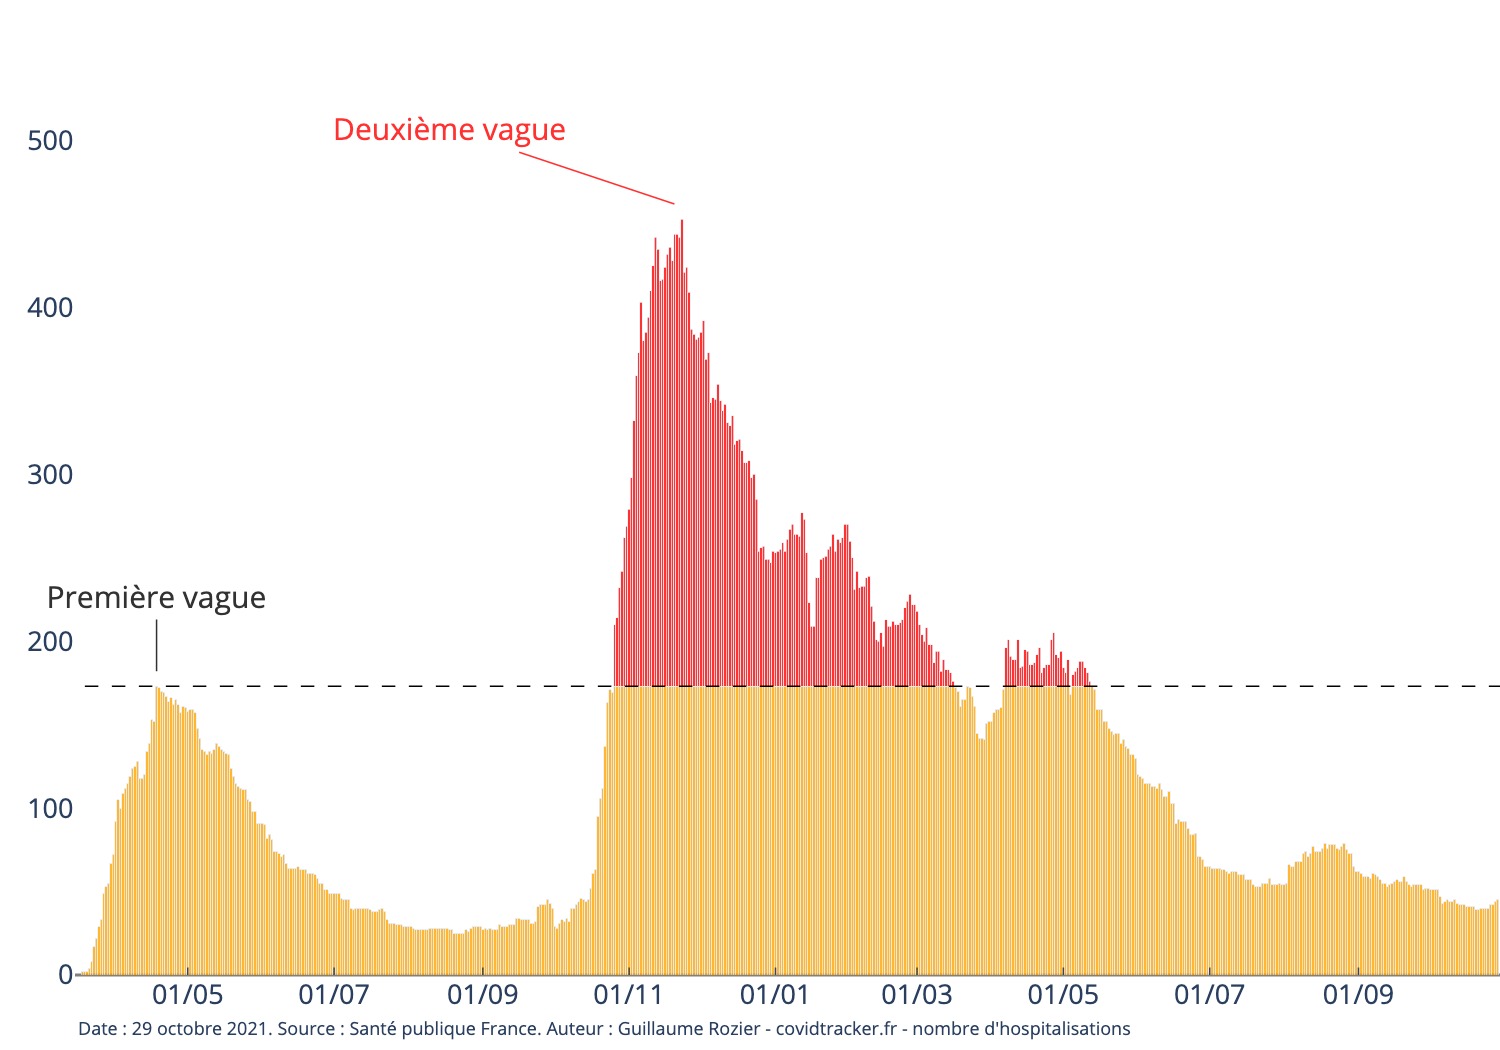 Deuxième vague
500
400
300
Première vague
200
100
0
01/05 01/07 01/09 01/11 01/01 01/03 01/05 01/07 01/09
Date : 29 octobre 2021. Source : Santé publique France. Auteur : Guillaume Rozier - covidtracker.fr - nombre d'hospitalisations